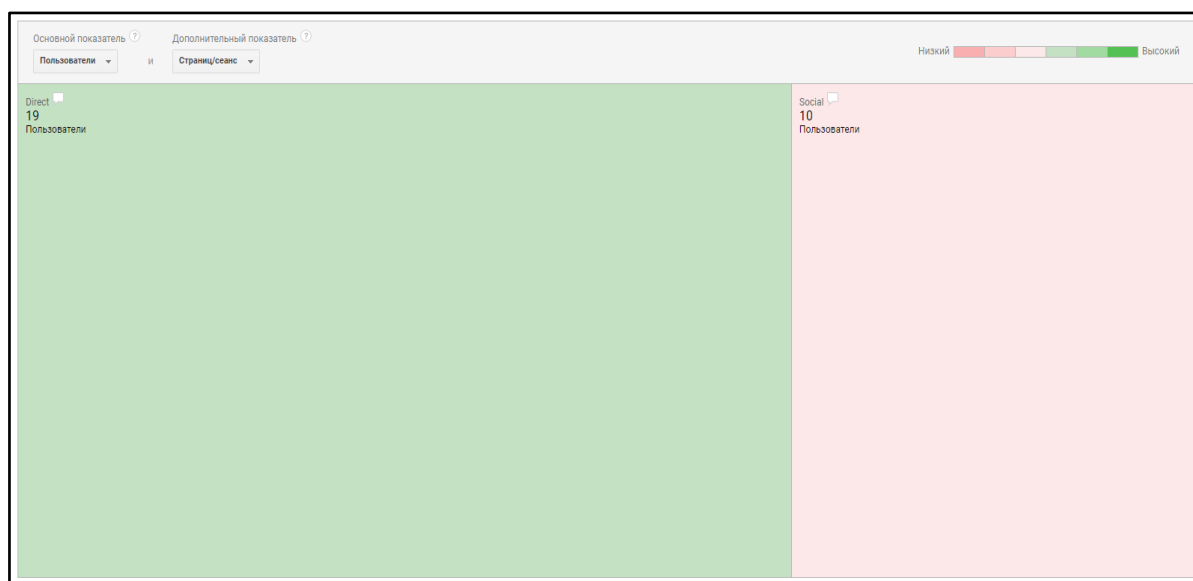 Основной показатель ?
Дополнительный показатель ?
Пользователи
и
Страниц/сеанс
Низкий
Высокий
Direct
19
Пользователи
Social
10
Пользователи